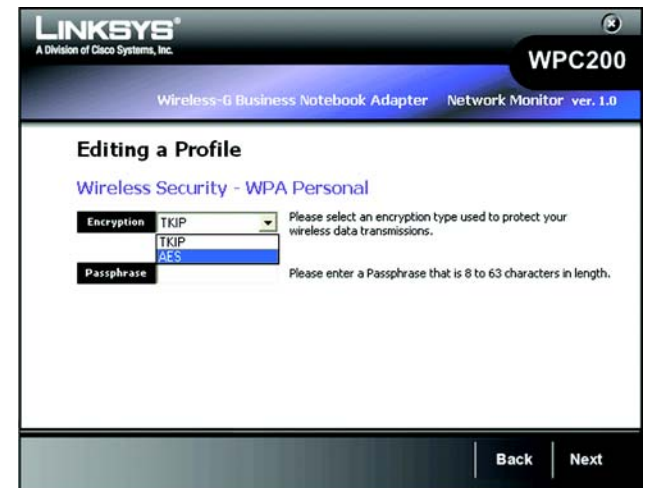 LINKSYS®
A Division of Cisco Systems, Inc.
WPC200
Wireless-G Business Notebook Adapter Network Monitor ver. 1.0
Editing a Profile
Wireless Security - WPA Personal
Encryption TKIP Please select an encryption type used to protect your
wireless data transmissions.
TKIP
AES
Passphrase Please enter a Passphrase that is 8 to 63 characters in length.
Back Next